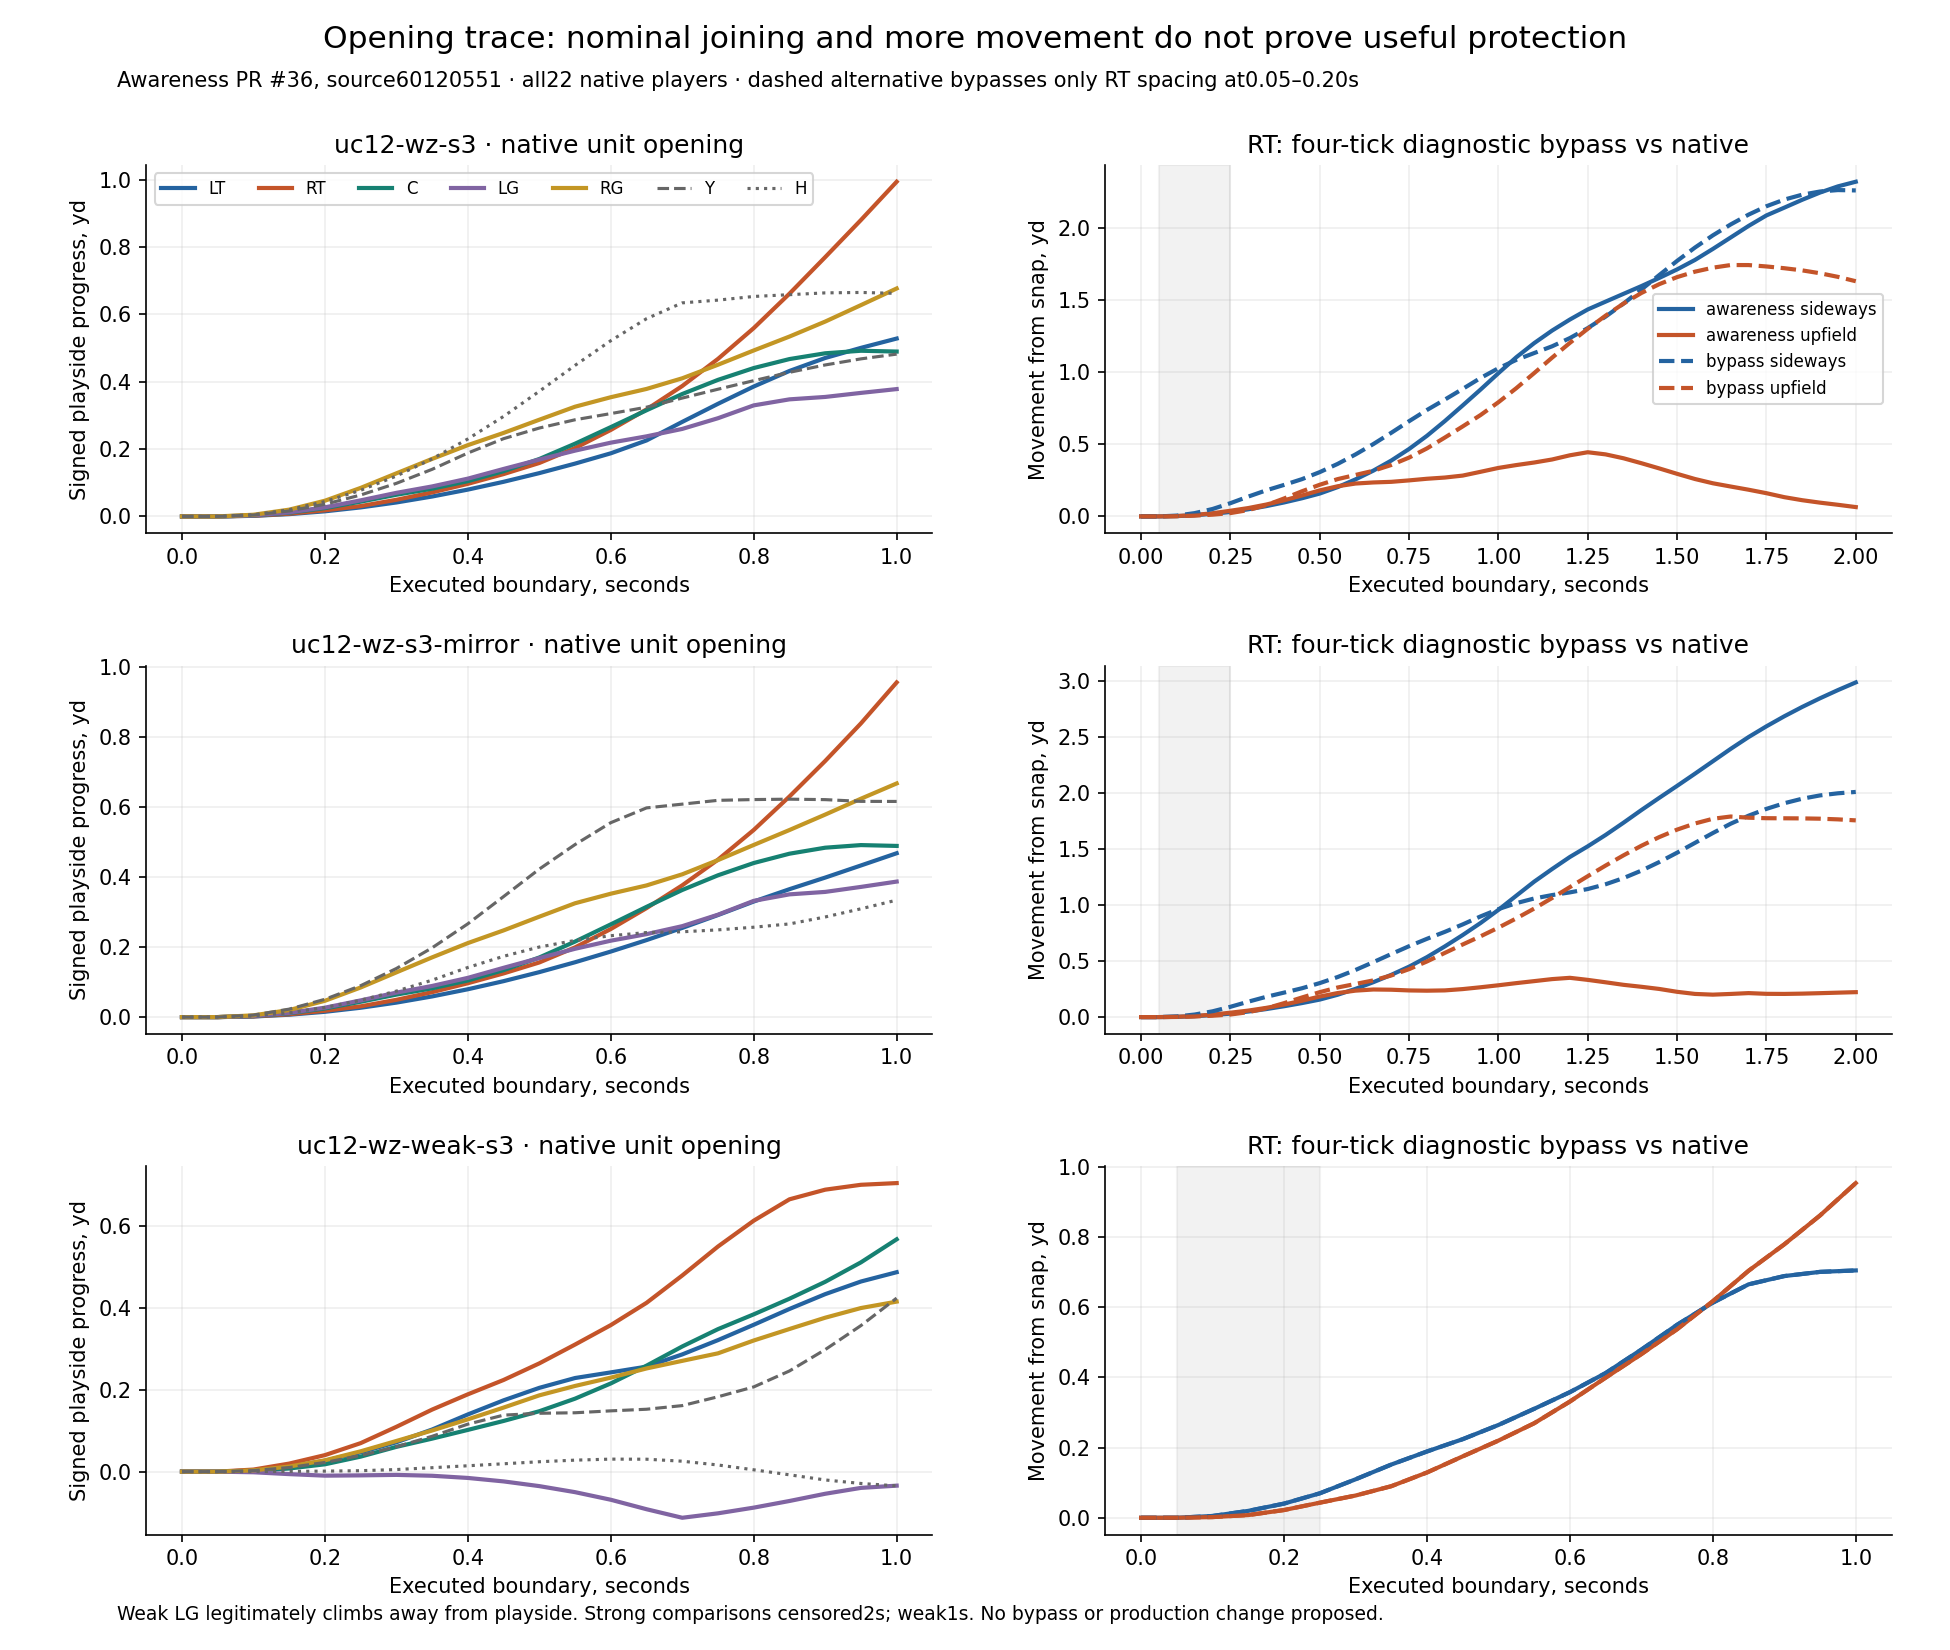 Opening trace: nominal joining and more movement do not prove useful protection
Awareness PR #36, source60120551 · all22 native players · dashed alternative bypasses only RT spacing at0.05–0.20s
uc12-wz-s3 · native unit opening
LT RT C LG RG Y H
Signed playside progress, yd
1.0
0.8
0.6
0.4
0.2
0.0
0.0 0.2 0.4 0.6 0.8 1.0
Executed boundary, seconds
RT: four-tick diagnostic bypass vs native
Movement from snap, yd
2.0
1.5
1.0
0.5
0.0
awareness sideways
awareness upfield
bypass sideways
bypass upfield
0.00 0.25 0.50 0.75 1.00 1.25 1.50 1.75 2.00
Executed boundary, seconds
uc12-wz-s3-mirror · native unit opening
Signed playside progress, yd
1.0
0.8
0.6
0.4
0.2
0.0
0.0 0.2 0.4 0.6 0.8 1.0
Executed boundary, seconds
RT: four-tick diagnostic bypass vs native
Movement from snap, yd
3.0
2.5
2.0
1.5
1.0
0.5
0.0
0.00 0.25 0.50 0.75 1.00 1.25 1.50 1.75 2.00
Executed boundary, seconds
uc12-wz-weak-s3 · native unit opening
Signed playside progress, yd
0.6
0.4
0.2
0.0
0.0 0.2 0.4 0.6 0.8 1.0
Executed boundary, seconds
RT: four-tick diagnostic bypass vs native
Movement from snap, yd
1.0
0.8
0.6
0.4
0.2
0.0
0.0 0.2 0.4 0.6 0.8 1.0
Executed boundary, seconds
Weak LG legitimately climbs away from playside. Strong comparisons censored2s; weak1s. No bypass or production change proposed.